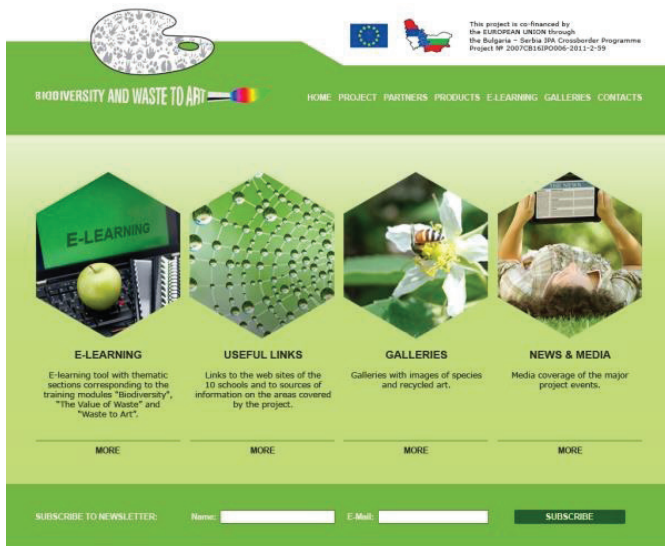 This project is co-financed by
the EUROPEAN UNION through
the Bulgaria – Serbia IPA Crossborder Programme
Project № 2007CB16IPO006-2011-2-59
BIODIVERSITY AND WASTE TO ART
HOME PROJECT PARTNERS PRODUCTS E-LEARNING GALLERIES CONTACTS
E-LEARNING
E-LEARNING
E-learning tool with thematic
sections corresponding to the
training modules "Biodiversity",
"The Value of Waste" and
"Waste to Art".
MORE
USEFUL LINKS
Links to the web sites of the
10 schools and to sources of
information on the areas covered
by the project.
MORE
GALLERIES
Galleries with images of species
and recycled art.
MORE
NEWS & MEDIA
Media coverage of the major
project events.
MORE
SUBSCRIBE TO NEWSLETTER: Name: E-Mail: SUBSCRIBE